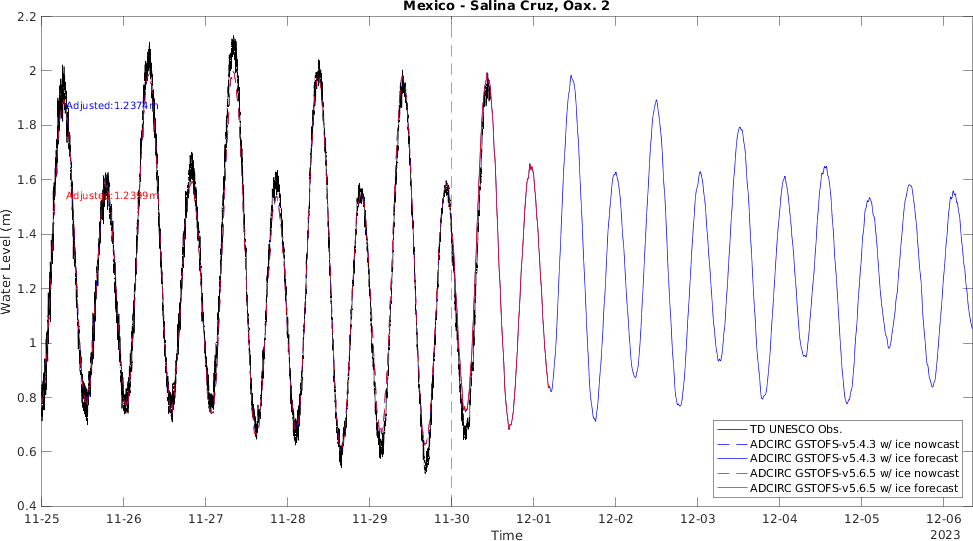 Mexico - Salina Cruz, Oax. 2
2.2
2
1.8
1.6
1.4
1.2
1
0.8
0.6
0.4
Water Level (m)
Adjusted:1.2374m
Adjusted:1.2399m
TD UNESCO Obs.
ADCIRC GSTOFS-v5.4.3 w/ ice nowcast
ADCIRC GSTOFS-v5.4.3 w/ ice forecast
ADCIRC GSTOFS-v5.6.5 w/ ice nowcast
ADCIRC GSTOFS-v5.6.5 w/ ice forecast
11-25 11-26 11-27 11-28 11-29 11-30 12-01 12-02 12-03 12-04 12-05 12-06
Time
2023